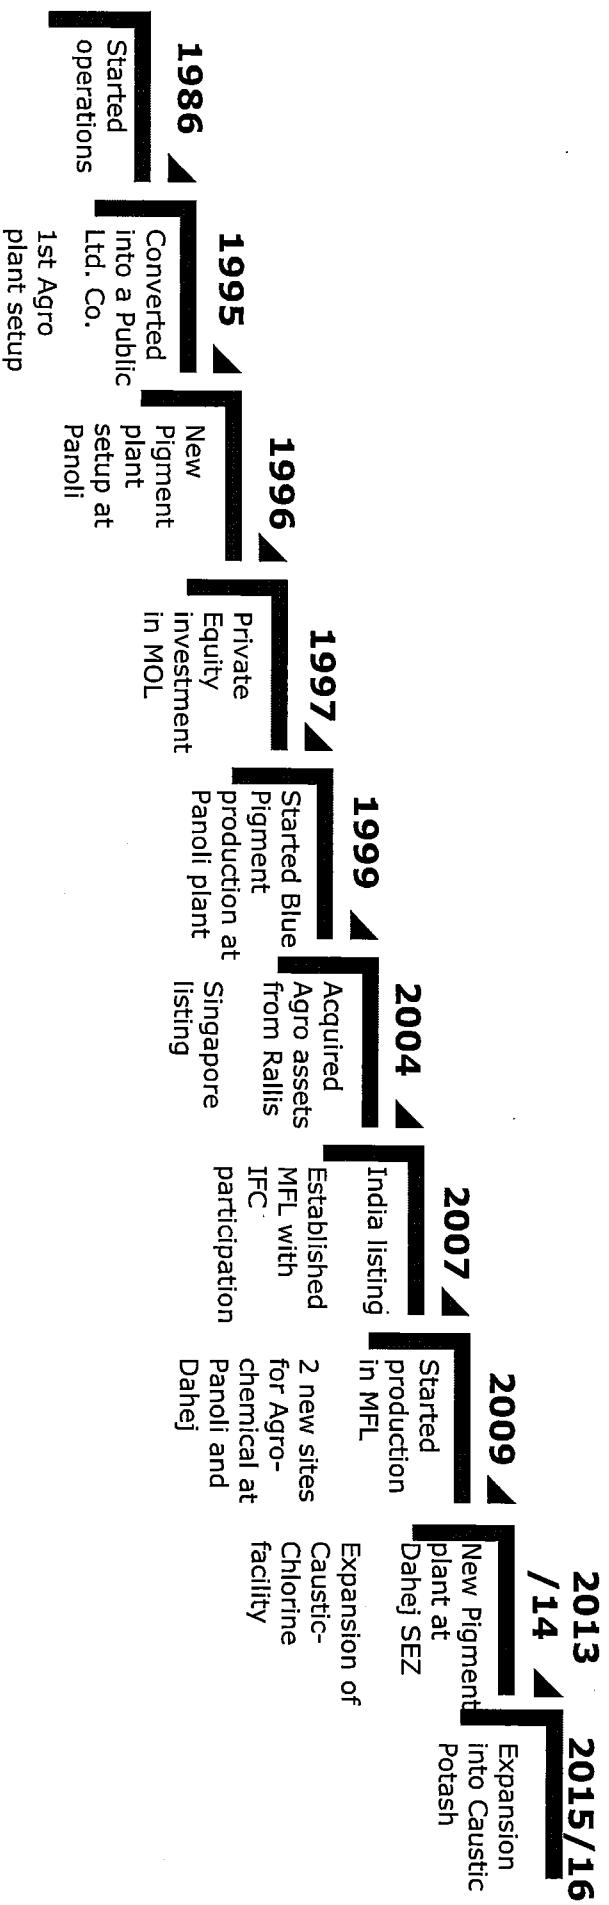 1986
Started
operations
1995
Converted
into a Public
Ltd. Co.
1st Agro
plant setup
1996
New
Pigment
plant
setup at
Panoli
1997
Private
Equity
investment
in MOL
1999
Started Blue
Pigment
production at
Panoli plant
2004
Acquired
Agro assets
from Rallis
Singapore
listing
2007
India listing
Established
MFL with
IFC
participation
2009
Started
production
in MFL
2 new sites
for Agro-
chemical at
Panoli and
Dahej
2013
/14
New Pigment
plant at
Dahej SEZ
Expansion of
Caustic-
Chlorine
facility
2015/16
Expansion
into Caustic
Potash